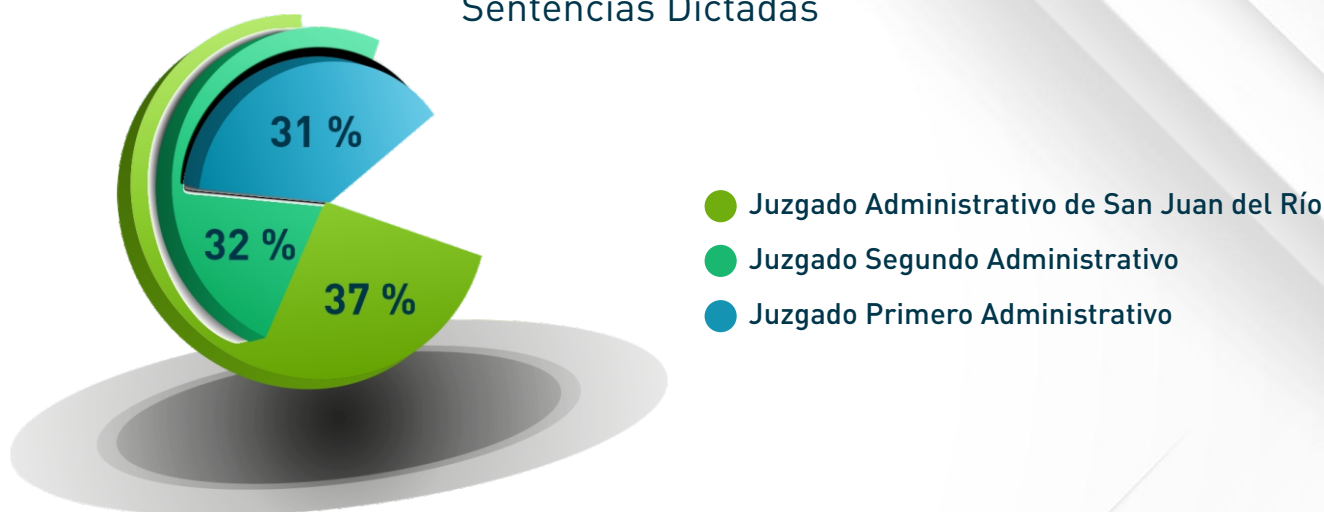 Sentencias Dictadas
31 %
32 %
37 %
Juzgado Administrativo de San Juan del Río
Juzgado Segundo Administrativo
Juzgado Primero Administrativo